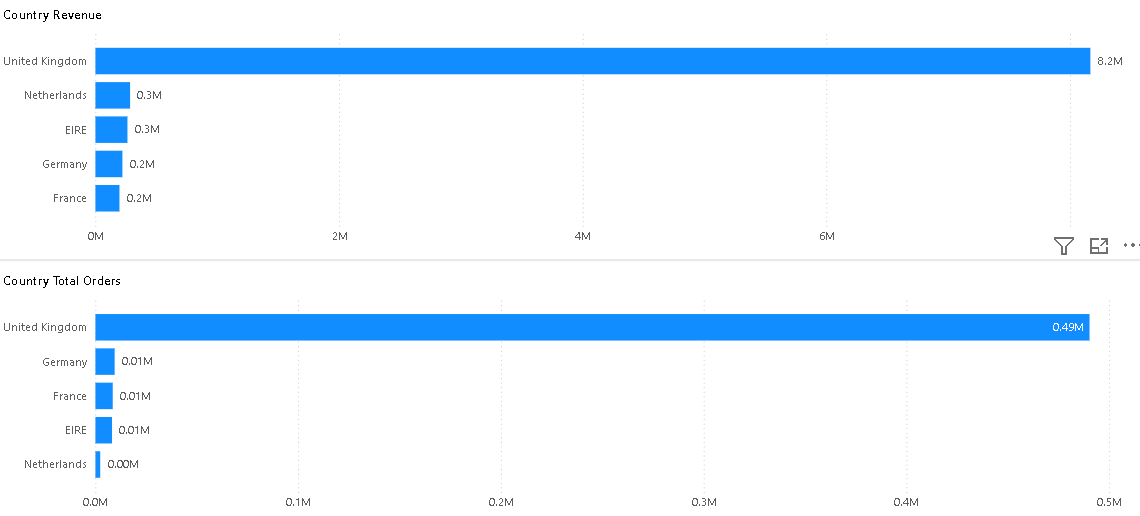 Country Revenue
United Kingdom 8.2M
Netherlands 0.3M
EIRE 0.3M
Germany 0.2M
France 0.2M
0M 2M 4M 6M
Country Total Orders
United Kingdom 0.49M
Germany 0.01M
France 0.01M
EIRE 0.01M
Netherlands 0.00M
0.0M 0.1M 0.2M 0.3M 0.4M 0.5M